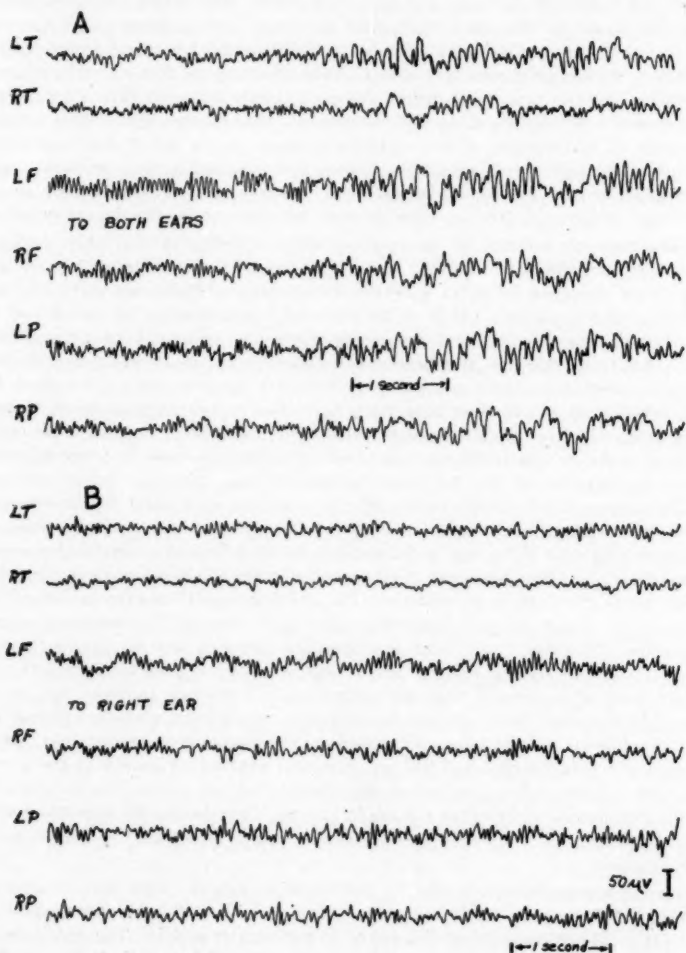 A
LT
RT
LF
TO BOTH EARS
RF
LP
1 second
RP
B
LT
RT
LF
TO RIGHT EAR
RF
LP
50μV
RP
1 second